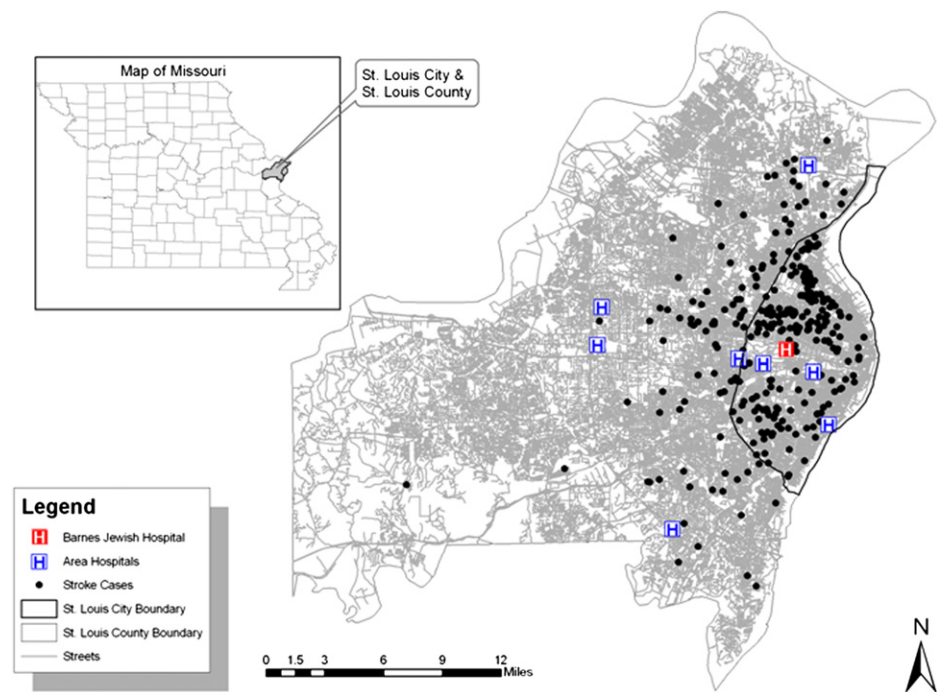 Map of Missouri
St. Louis City &
St. Louis County
H
H
H
H
H
H
H
H
H
Legend
H Barnes Jewish Hospital
H Area Hospitals
Stroke Cases
St. Louis City Boundary
St. Louis County Boundary
Streets
0 1.5 3 6 9 12
Miles
N